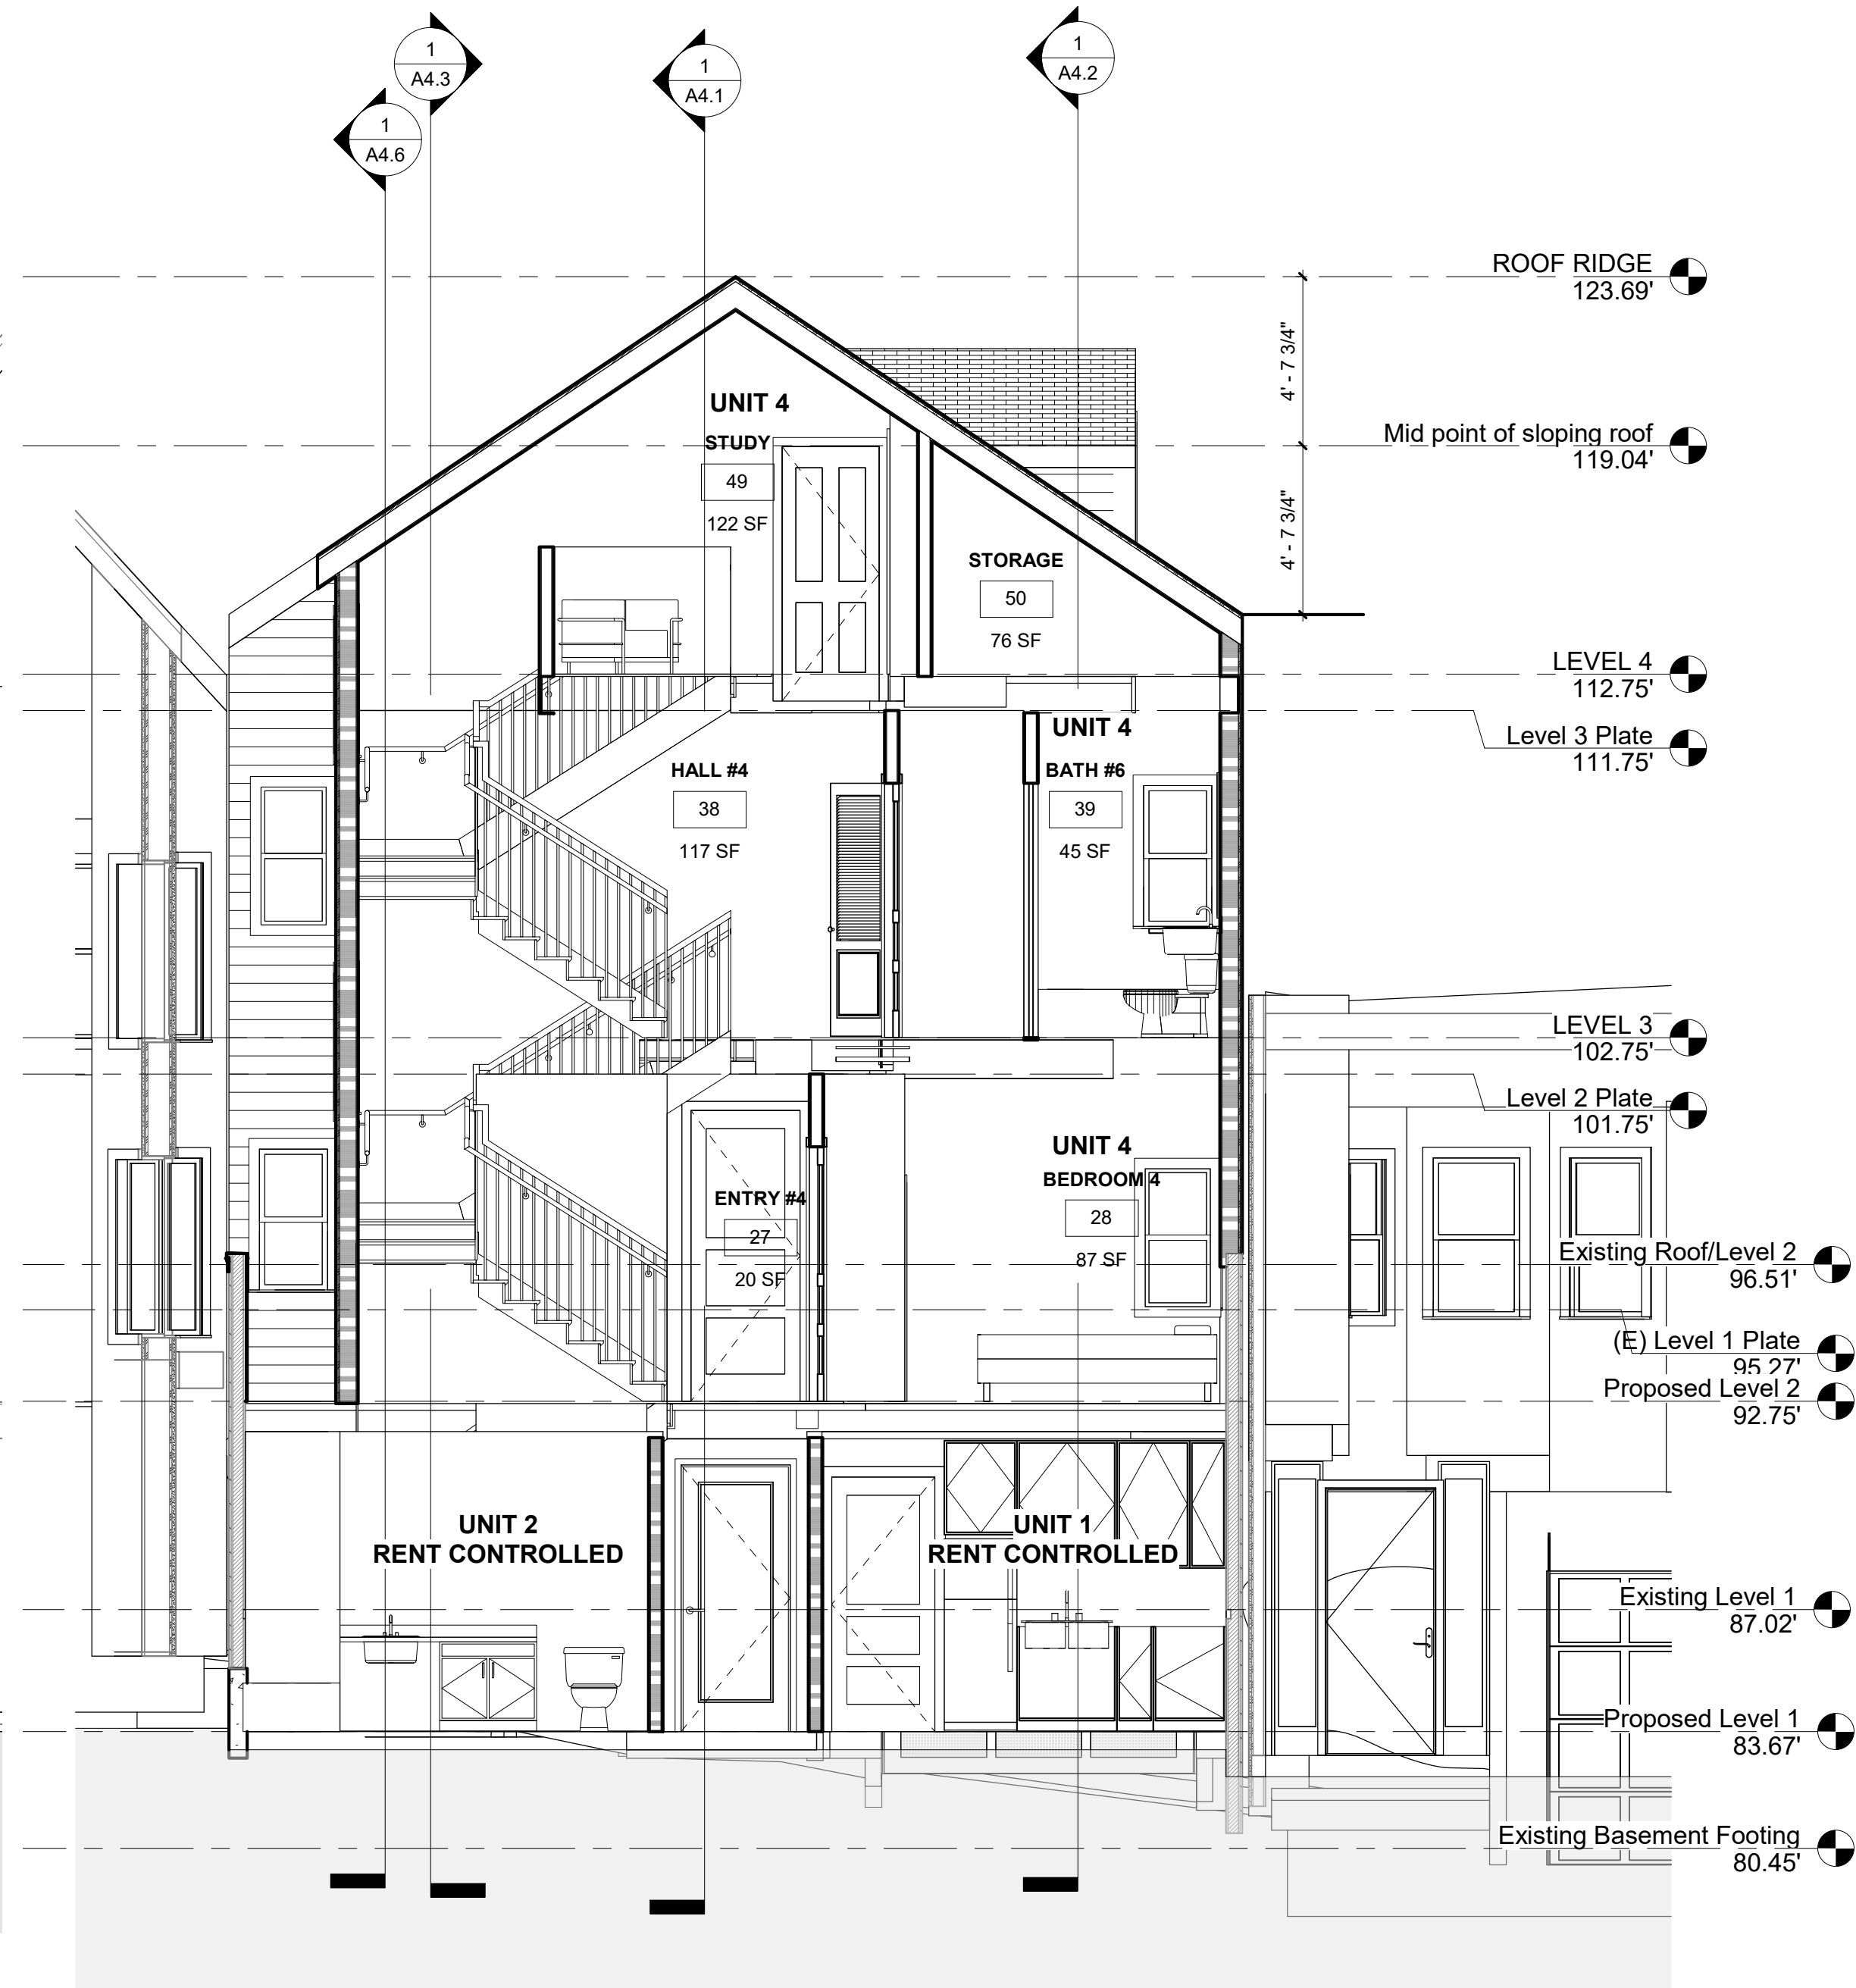 1
A4.3
1
A4.1
1
A4.2
1
A4.6
ROOF RIDGE
123.69'
4' - 7 3/4"
Mid point of sloping roof
119.04'
4' - 7 3/4"
UNIT 4
STUDY
49
122 SF
STORAGE
50
76 SF
LEVEL 4
112.75'
Level 3 Plate
111.75'
UNIT 4
HALL #4
38
117 SF
BATH #6
39
45 SF
LEVEL 3
102.75'
Level 2 Plate
101.75'
UNIT 4
BEDROOM 4
28
87 SF
ENTRY #4
27
20 SF
Existing Roof/Level 2
96.51'
(E) Level 1 Plate
95.27'
Proposed Level 2
92.75'
UNIT 2
RENT CONTROLLED
UNIT 1
RENT CONTROLLED
Existing Level 1
87.02'
Proposed Level 1
83.67'
Existing Basement Footing
80.45'